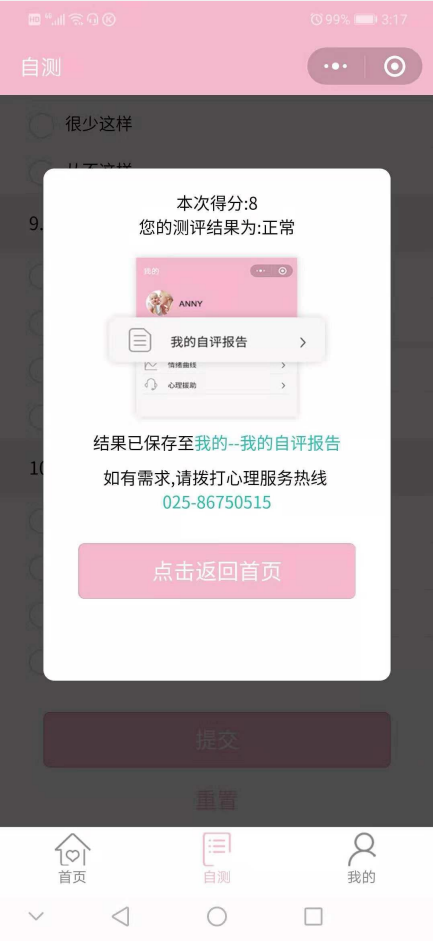 HD 4G K 99% 3:17
自测
很少这样
从不这样
9.
本次得分:8
您的测评结果为:正常
我的
ANNY
我的自评报告
情绪曲线
心理援助
10
结果已保存至我的--我的自评报告
如有需求,请拨打心理服务热线
025-86750515
点击返回首页
提交
重置
首页 自测 我的